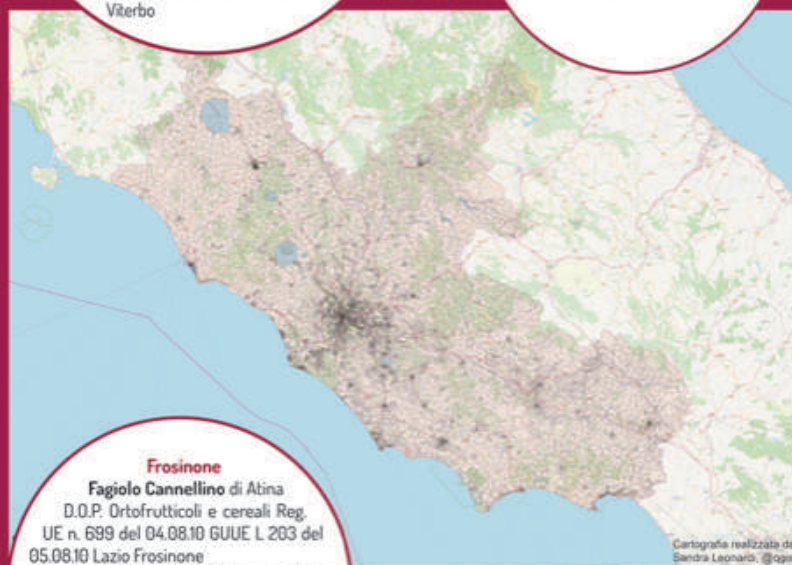 Viterbo
Frosinone
Fagiolo Cannellino di Atina
D.O.P. Ortofrutticoli e cereali Reg.
UE n. 699 del 04.08.10 GUUE L 203 del
05.08.10 Lazio Frosinone
Cartografia realizzata da
Sandra Leonardi,